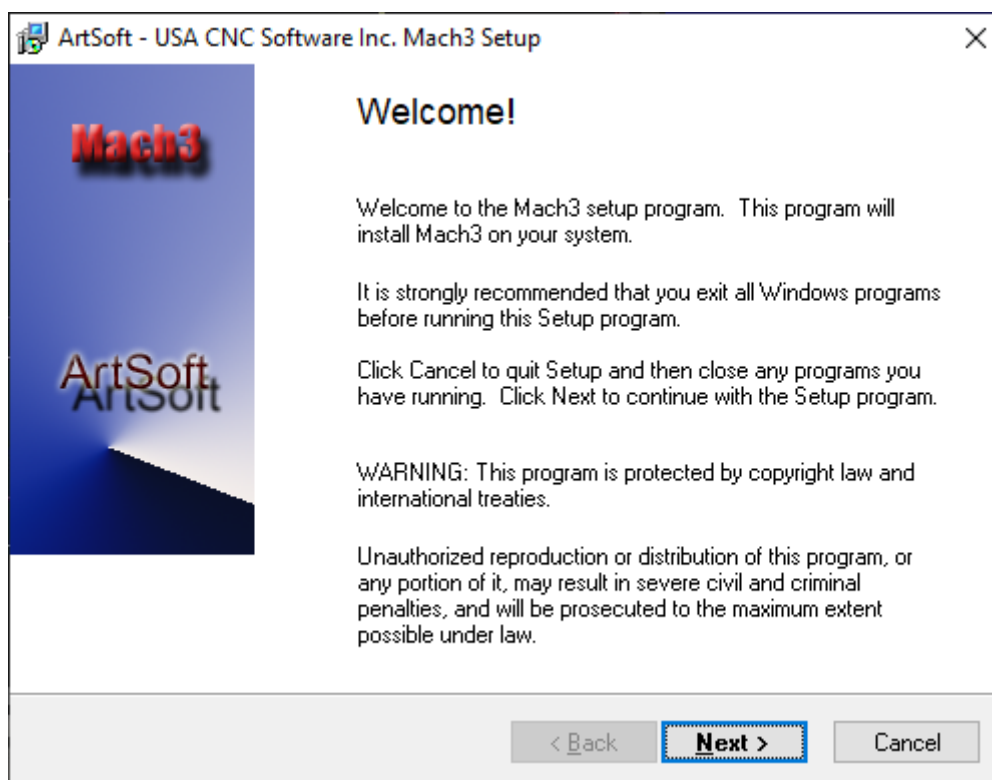 ArtSoft - USA CNC Software Inc. Mach3 Setup
Mach3
ArtSoft
Welcome!
Welcome to the Mach3 setup program.  This program will
install Mach3 on your system.
It is strongly recommended that you exit all Windows programs
before running this Setup program.
Click Cancel to quit Setup and then close any programs you
have running.  Click Next to continue with the Setup program.
WARNING: This program is protected by copyright law and
international treaties.
Unauthorized reproduction or distribution of this program, or
any portion of it, may result in severe civil and criminal
penalties, and will be prosecuted to the maximum extent
possible under law.
< Back
Next >
Cancel